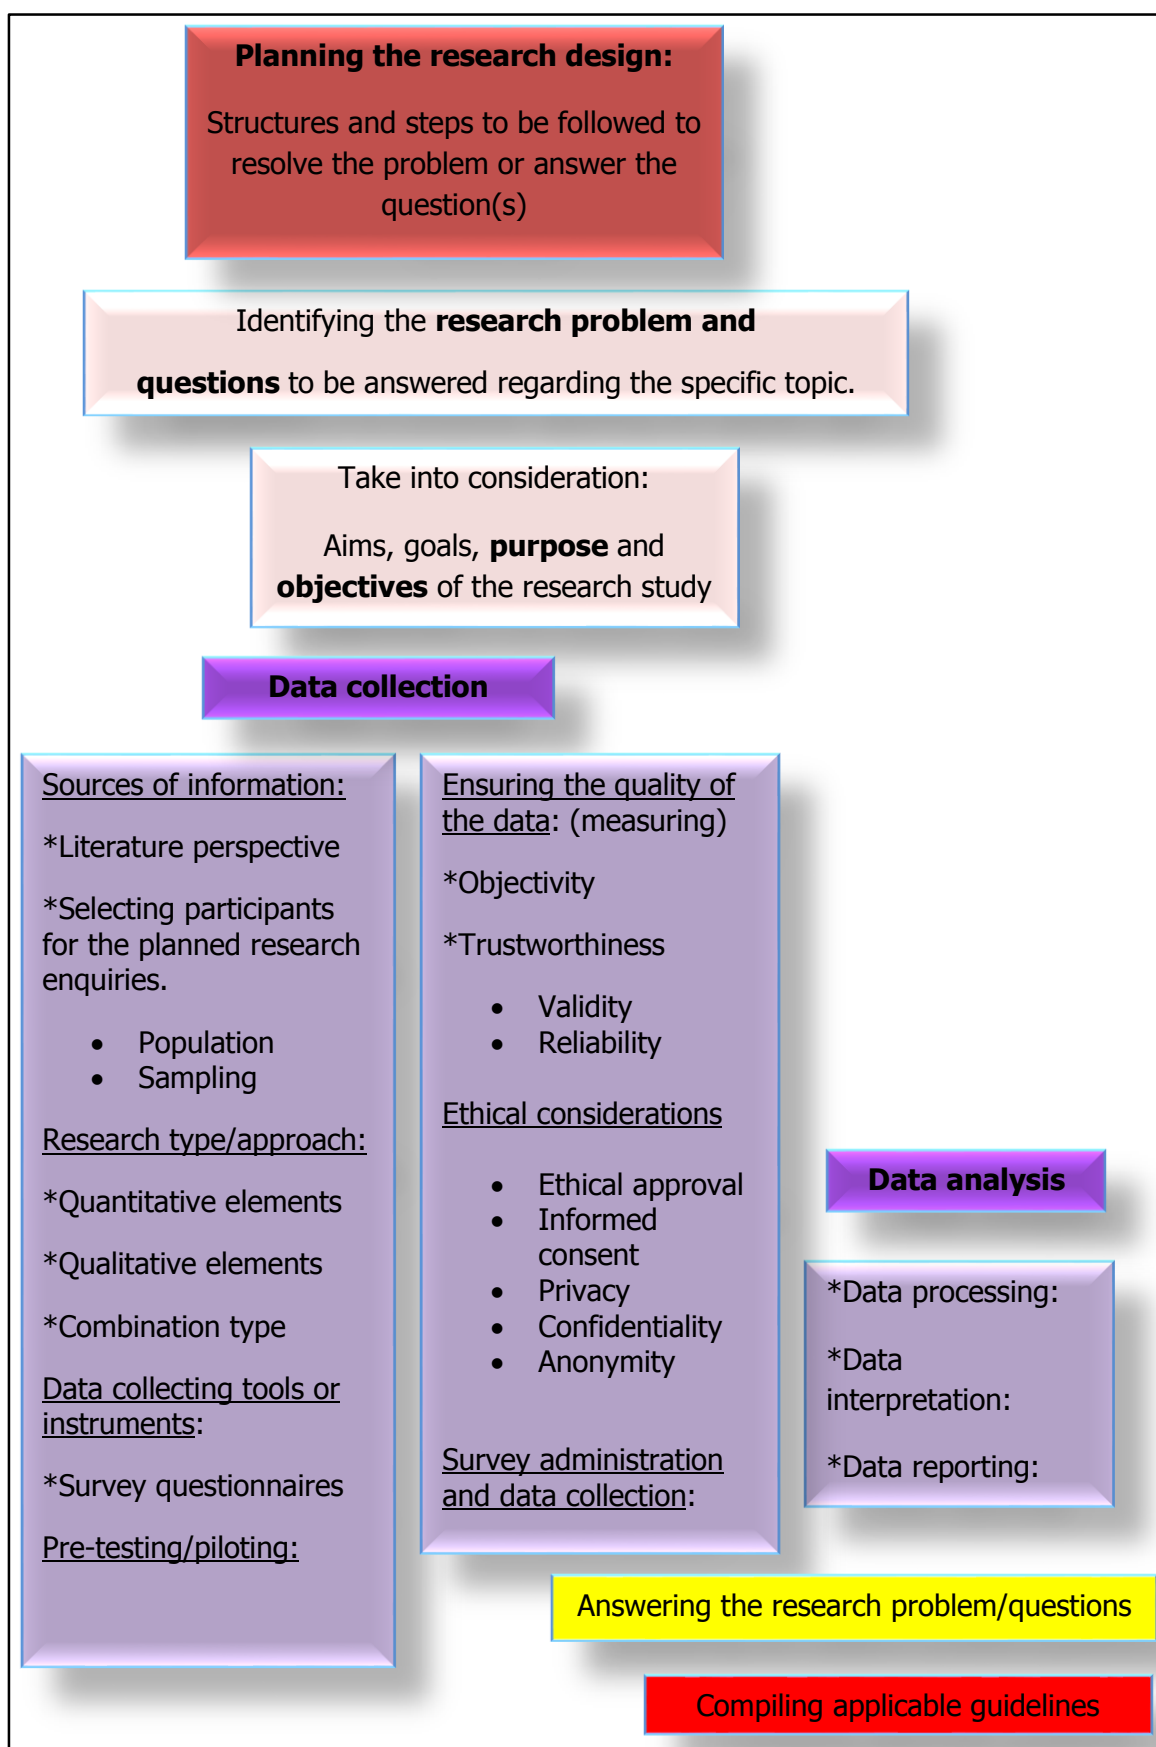 Planning the research design:
Structures and steps to be followed to
resolve the problem or answer the
question(s)
Identifying the research problem and
questions to be answered regarding the specific topic.
Take into consideration:
Aims, goals, purpose and
objectives of the research study
Data collection
Sources of information:
*Literature perspective
*Selecting participants
for the planned research
enquiries.
• Population
• Sampling
Research type/approach:
*Quantitative elements
*Qualitative elements
*Combination type
Data collecting tools or
instruments:
*Survey questionnaires
Pre-testing/piloting:
Ensuring the quality of
the data: (measuring)
*Objectivity
*Trustworthiness
• Validity
• Reliability
Ethical considerations
• Ethical approval
• Informed
consent
• Privacy
• Confidentiality
• Anonymity
Survey administration
and data collection:
Data analysis
*Data processing:
*Data
interpretation:
*Data reporting:
Answering the research problem/questions
Compiling applicable guidelines